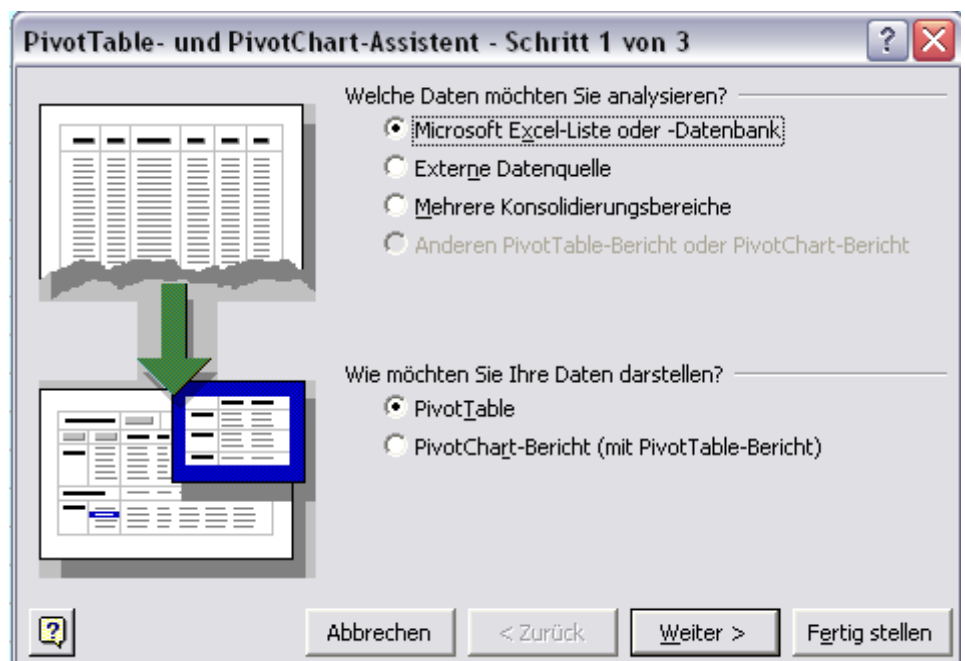 PivotTable- und PivotChart-Assistent - Schritt 1 von 3
Welche Daten möchten Sie analysieren?
Microsoft Excel-Liste oder -Datenbank
Externe Datenquelle
Mehrere Konsolidierungsbereiche
Anderen PivotTable-Bericht oder PivotChart-Bericht
Wie möchten Sie Ihre Daten darstellen?
PivotTable
PivotChart-Bericht (mit PivotTable-Bericht)
Abbrechen
< Zurück
Weiter >
Fertig stellen